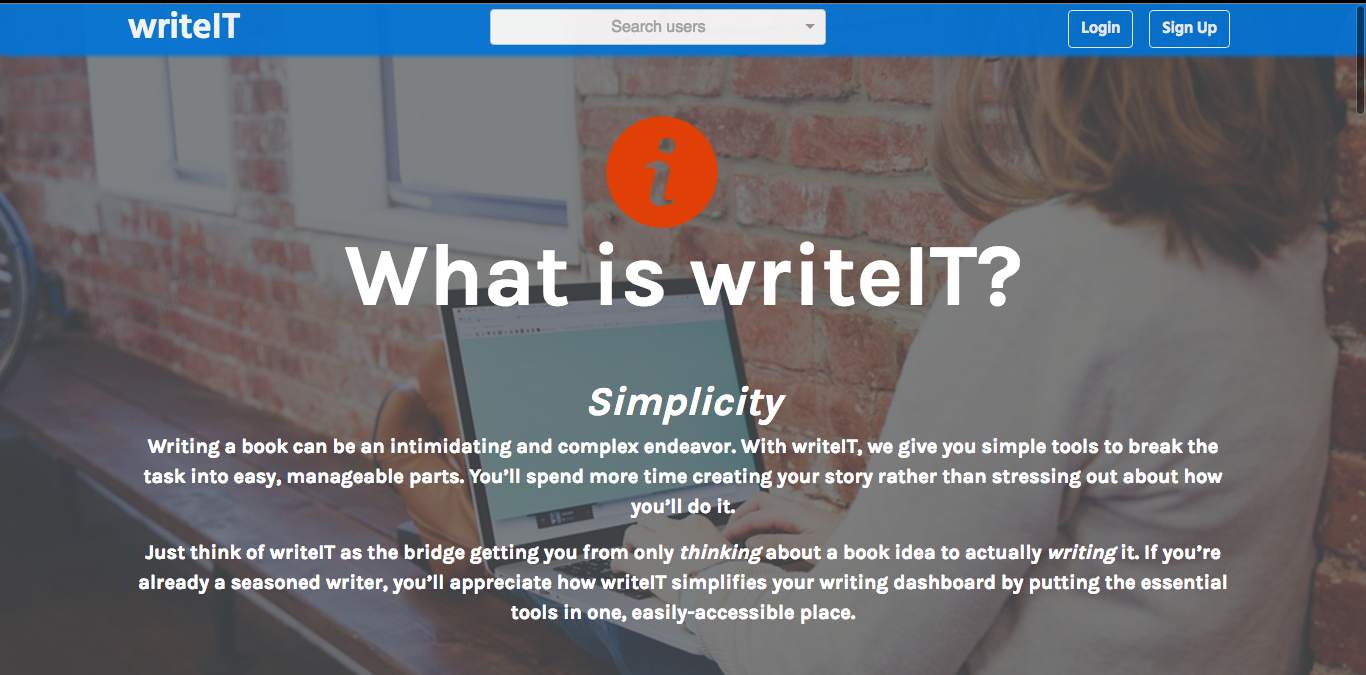 writeIT
Search users
Login
Sign Up
i
What is writeIT?
Simplicity
Writing a book can be an intimidating and complex endeavor. With writeIT, we give you simple tools to break the
task into easy, manageable parts. You’ll spend more time creating your story rather than stressing out about how
you’ll do it.
Just think of writeIT as the bridge getting you from only thinking about a book idea to actually writing it. If you’re
already a seasoned writer, you’ll appreciate how writeIT simplifies your writing dashboard by putting the essential
tools in one, easily-accessible place.